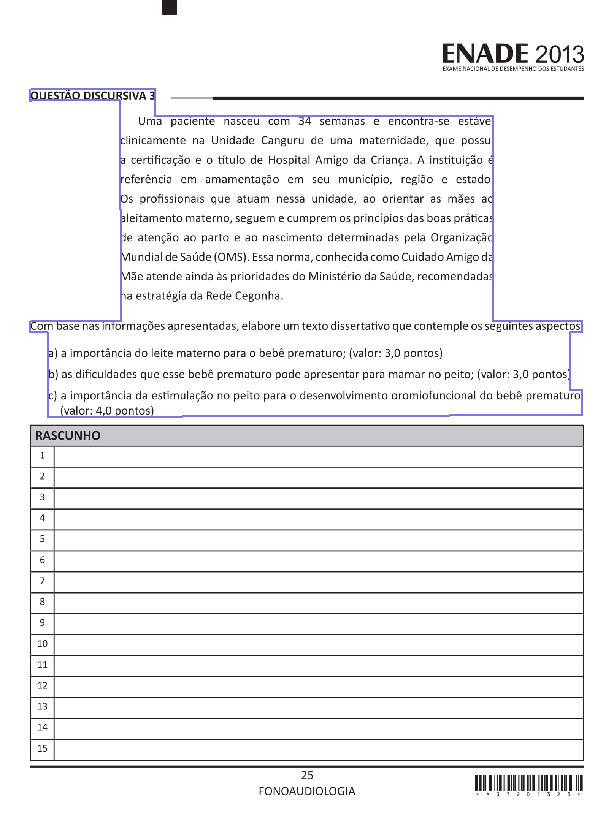 ENADE 2013
EXAME NACIONAL DE DESEMPENHO DOS ESTUDANTES
QUESTÃO DISCURSIVA 3
Uma paciente nasceu com 34 semanas e encontra-se estáve
clinicamente na Unidade Canguru de uma maternidade, que possu
a certificação e o título de Hospital Amigo da Criança. A instituição é
referência em amamentação em seu município, região e estado.
Os profissionais que atuam nessa unidade, ao orientar as mães ao
aleitamento materno, seguem e cumprem os princípios das boas práticas
de atenção ao parto e ao nascimento determinadas pela Organização
Mundial de Saúde (OMS). Essa norma, conhecida como Cuidado Amigo da
Mãe atende ainda às prioridades do Ministério da Saúde, recomendadas
na estratégia da Rede Cegonha.
Com base nas informações apresentadas, elabore um texto dissertativo que contemple os seguintes aspectos
a) a importância do leite materno para o bebê prematuro; (valor: 3,0 pontos)
b) as dificuldades que esse bebê prematuro pode apresentar para mamar no peito; (valor: 3,0 pontos)
c) a importância da estimulação no peito para o desenvolvimento oromiofuncional do bebê prematuro
(valor: 4,0 pontos)
RASCUNHO
1
2
3
4
5
6
7
8
9
10
11
12
13
14
15
25
FONOAUDIOLOGIA